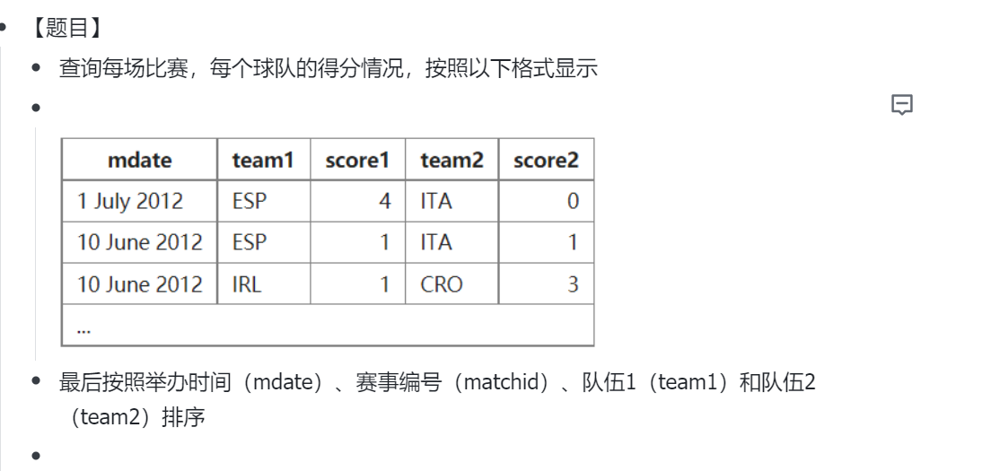 【题目】
查询每场比赛，每个球队的得分情况，按照以下格式显示
mdate team1 score1 team2 score2
1 July 2012 ESP 4 ITA 0
10 June 2012 ESP 1 ITA 1
10 June 2012 IRL 1 CRO 3
...
最后按照举办时间（mdate）、赛事编号（matchid）、队伍1（team1）和队伍2
（team2）排序